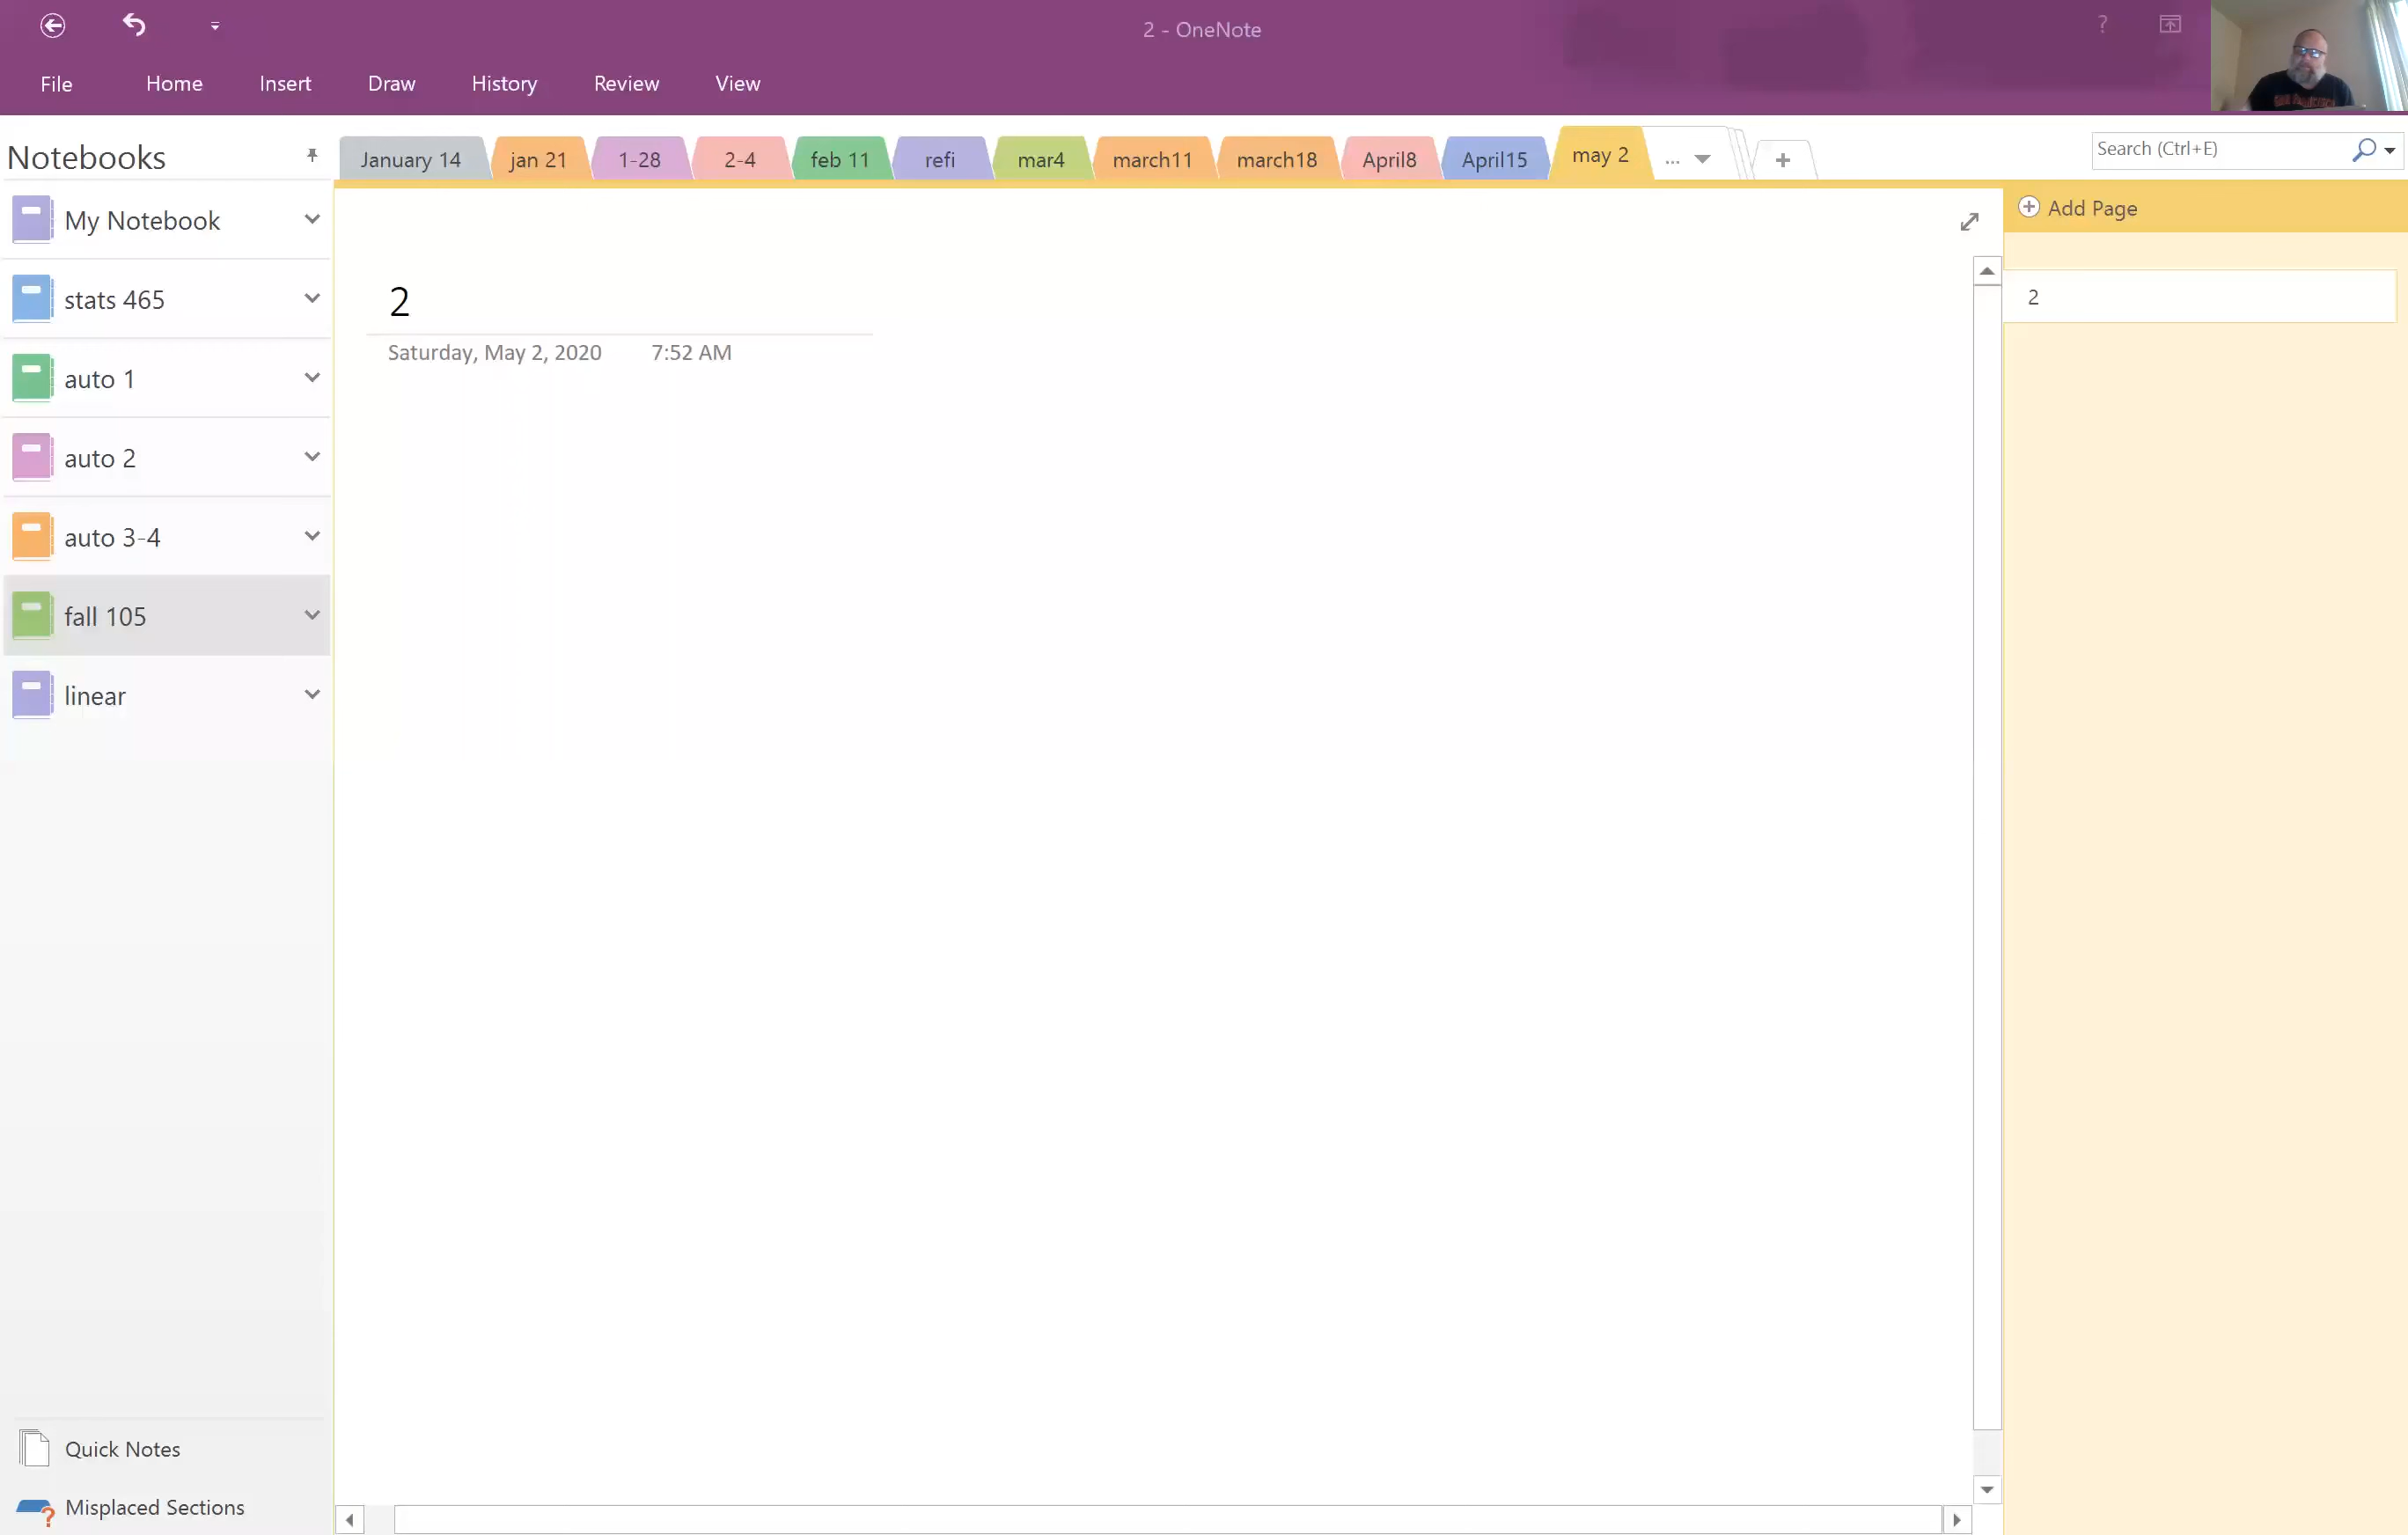 2 - OneNote
?
File Home Insert Draw History Review View
Notebooks
January 14 jan 21 1-28 2-4 feb 11 refi mar4 march11 march18 April8 April15 may 2 ... +
Search (Ctrl+E)
My Notebook
stats 465
auto 1
auto 2
auto 3-4
fall 105
linear
Quick Notes
Misplaced Sections
2
Saturday, May 2, 2020 7:52 AM
Add Page
2